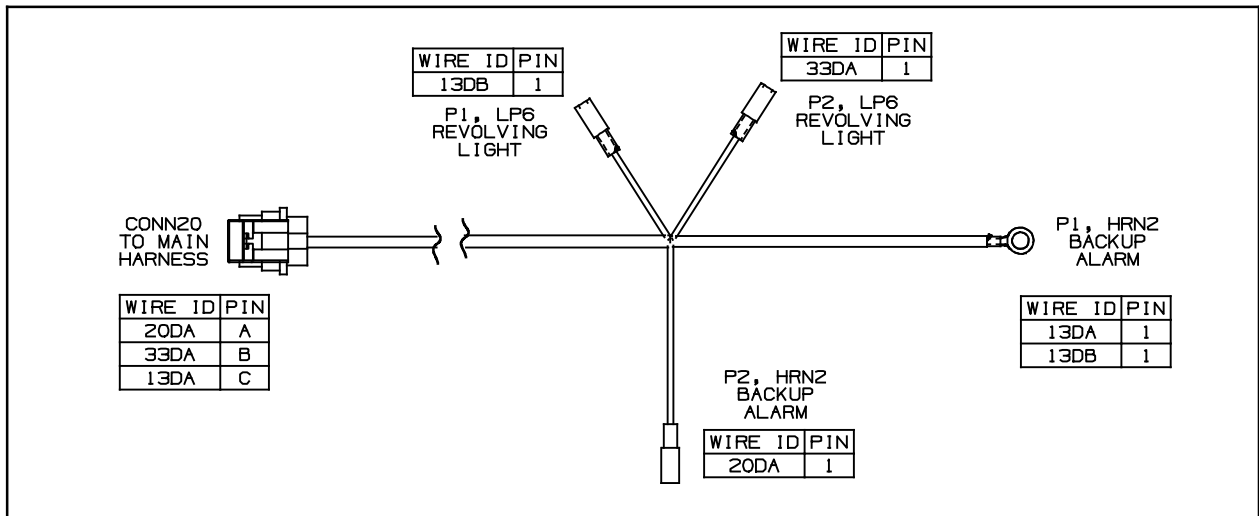 WIRE ID PIN
13DB 1
P1, LP6
REVOLVING
LIGHT
WIRE ID PIN
33DA 1
P2, LP6
REVOLVING
LIGHT
CONN20
TO MAIN
HARNESS
WIRE ID PIN
20DA A
33DA B
13DA C
P1, HRN2
BACKUP
ALARM
WIRE ID PIN
13DA 1
13DB 1
P2, HRN2
BACKUP
ALARM
WIRE ID PIN
20DA 1